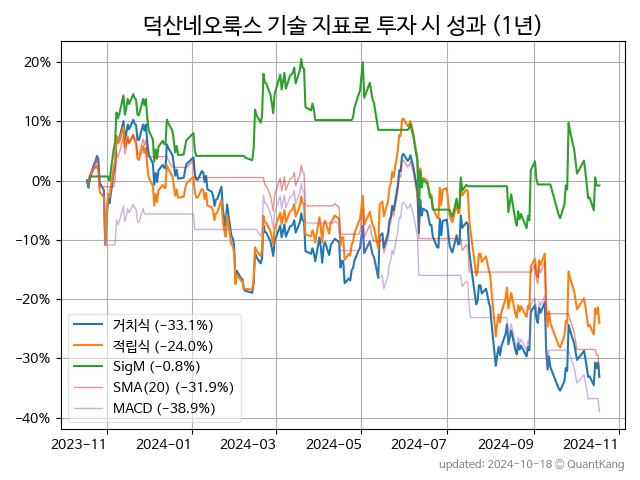 덕산네오룩스 기술 지표로 투자 시 성과 (1년)
20%
10%
0%
−10%
−20%
−30%
−40%
거치식 (−33.1%)
적립식 (−24.0%)
SigM (−0.8%)
SMA(20) (−31.9%)
MACD (−38.9%)
2023−11 2024−01 2024−03 2024−05 2024−07 2024−09 2024−11
updated: 2024−10−18 © QuantKang